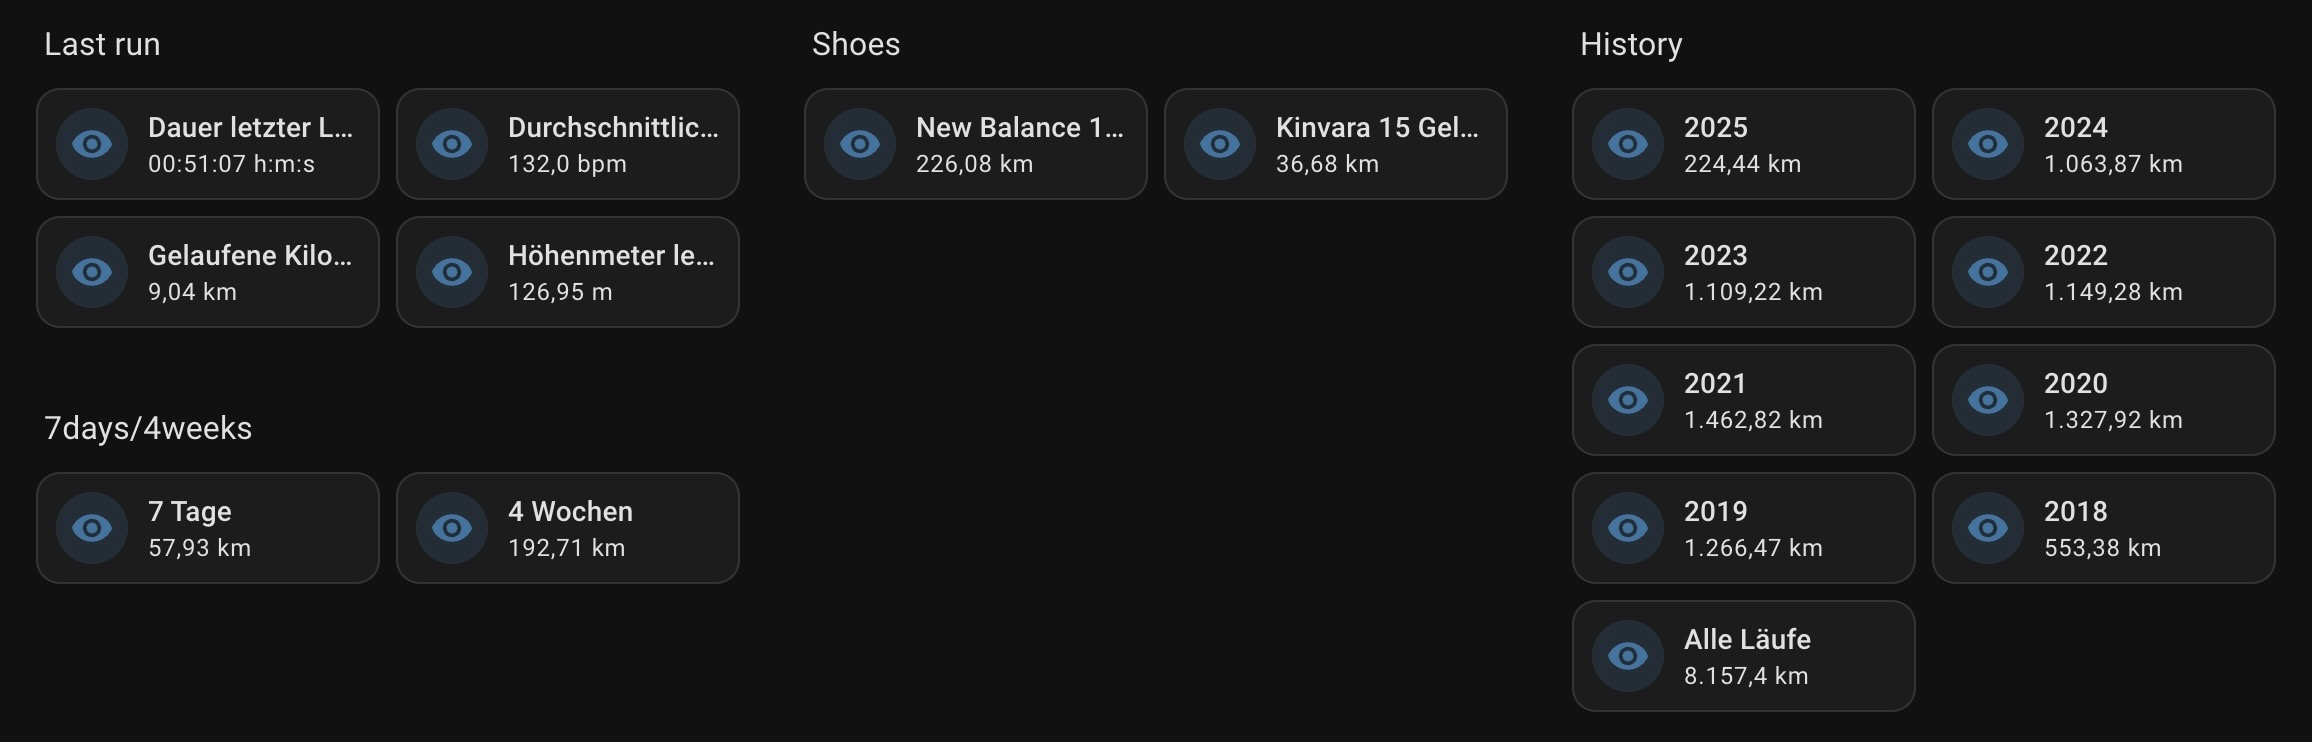 Last run
Dauer letzter L...
00:51:07 h:m:s
Durchschnittlic...
132,0 bpm
Gelaufene Kilo...
9,04 km
Höhenmeter le...
126,95 m
7days/4weeks
7 Tage
57,93 km
4 Wochen
192,71 km
Shoes
New Balance 1...
226,08 km
Kinvara 15 Gel...
36,68 km
History
2025
224,44 km
2024
1.063,87 km
2023
1.109,22 km
2022
1.149,28 km
2021
1.462,82 km
2020
1.327,92 km
2019
1.266,47 km
2018
553,38 km
Alle Läufe
8.157,4 km